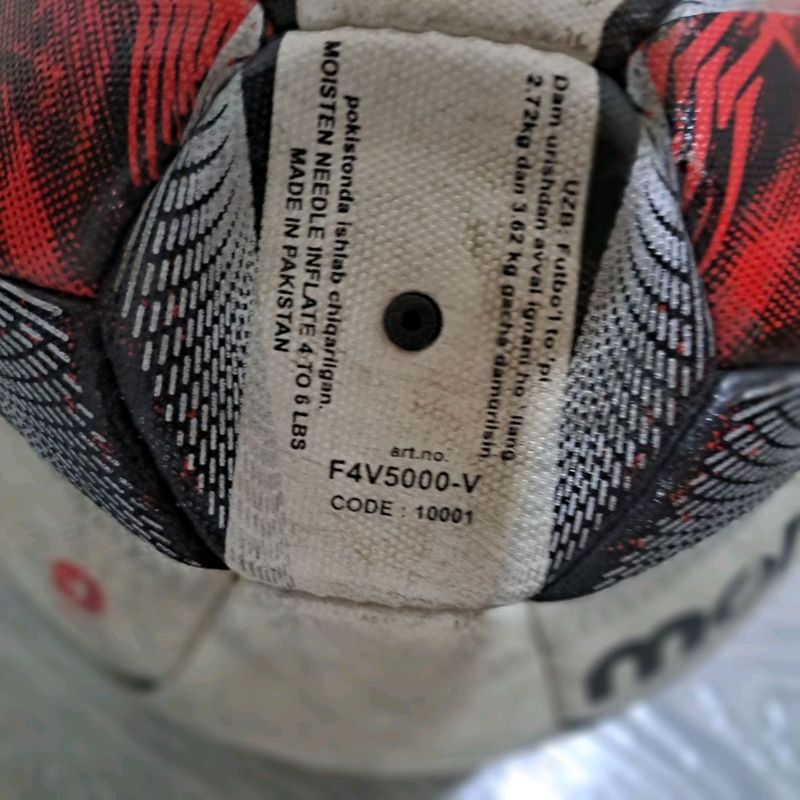 UZB. Futbo'l to 'pi
Dam urishdan avval ignani ho ' llang
2.72kg dan 3.62 kg gacha damurilsin.
pokistonda ishlab chiqarilgan.
MOISTEN NEEDLE INFLATE 4 TO 6 LBS
MADE IN PAKISTAN
art.no.
F4V5000-V
CODE : 10001